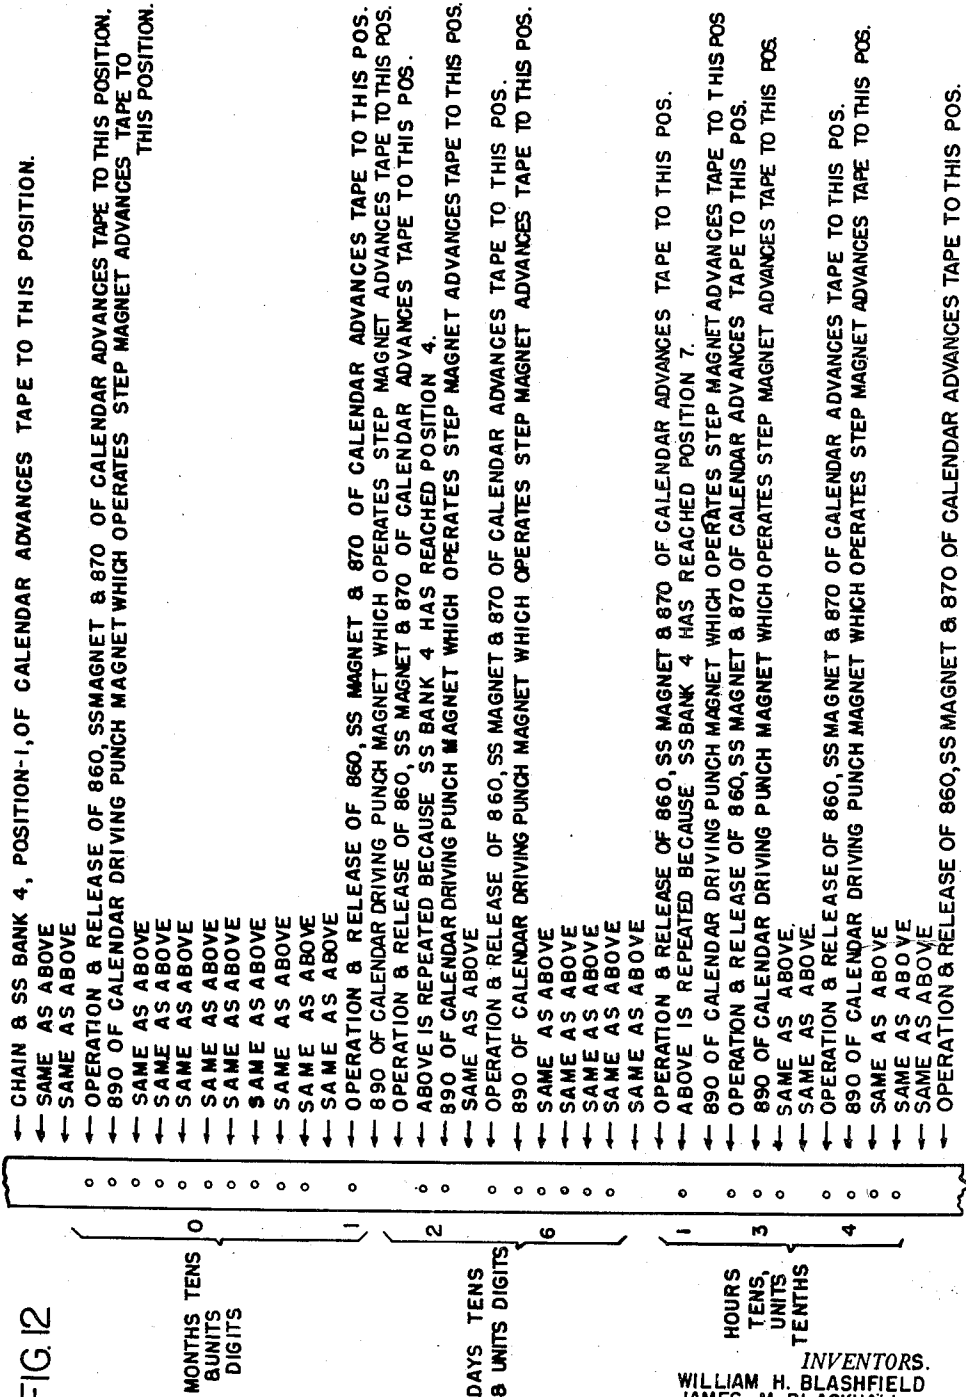 FIG. 12
← CHAIN & SS BANK 4, POSITION-1, OF CALENDAR ADVANCES TAPE TO THIS POSITION.
← SAME AS ABOVE
← SAME AS ABOVE
← OPERATION & RELEASE OF 860, SS MAGNET & 870 OF CALENDAR ADVANCES TAPE TO THIS POSITION.
← 890 OF CALENDAR DRIVING PUNCH MAGNET WHICH OPERATES STEP MAGNET ADVANCES TAPE TO
THIS POSITION.
← SAME AS ABOVE
← SAME AS ABOVE
← SAME AS ABOVE
← SAME AS ABOVE
← SAME AS ABOVE
← SAME AS ABOVE
← SAME AS ABOVE
← SAME AS ABOVE
← SAME AS ABOVE
← OPERATION & RELEASE OF 860, SS MAGNET & 870 OF CALENDAR ADVANCES TAPE TO THIS POS.
← 890 OF CALENDAR DRIVING PUNCH MAGNET WHICH OPERATES STEP MAGNET ADVANCES TAPE TO THIS POS.
← OPERATION & RELEASE OF 860, SS MAGNET & 870 OF CALENDAR ADVANCES TAPE TO THIS POS.
← ABOVE IS REPEATED BECAUSE SS BANK 4 HAS REACHED POSITION 4.
← 890 OF CALENDAR DRIVING PUNCH MAGNET WHICH OPERATES STEP MAGNET ADVANCES TAPE TO THIS POS.
← SAME AS ABOVE
← OPERATION & RELEASE OF 860, SS MAGNET & 870 OF CALENDAR ADVANCES TAPE TO THIS POS.
← 890 OF CALENDAR DRIVING PUNCH MAGNET WHICH OPERATES STEP MAGNET ADVANCES TAPE TO THIS POS.
← SAME AS ABOVE
← SAME AS ABOVE
← SAME AS ABOVE
← SAME AS ABOVE
← SAME AS ABOVE
← OPERATION & RELEASE OF 860, SS MAGNET & 870 OF CALENDAR ADVANCES TAPE TO THIS POS.
← ABOVE IS REPEATED BECAUSE SS BANK 4 HAS REACHED POSITION 7.
← 890 OF CALENDAR DRIVING PUNCH MAGNET WHICH OPERATES STEP MAGNET ADVANCES TAPE TO THIS POS
← OPERATION & RELEASE OF 860, SS MAGNET & 870 OF CALENDAR ADVANCES TAPE TO THIS POS.
← 890 OF CALENDAR DRIVING PUNCH MAGNET WHICH OPERATES STEP MAGNET ADVANCES TAPE TO THIS POS.
← SAME AS ABOVE.
← SAME AS ABOVE
← OPERATION & RELEASE OF 860, SS MAGNET & 870 OF CALENDAR ADVANCES TAPE TO THIS POS.
← 890 OF CALENDAR DRIVING PUNCH MAGNET WHICH OPERATES STEP MAGNET ADVANCES TAPE TO THIS POS.
← SAME AS ABOVE
← SAME AS ABOVE
← SAME AS ABOVE
← OPERATION & RELEASE OF 860, SS MAGNET & 870 OF CALENDAR ADVANCES TAPE TO THIS POS.
MONTHS TENS
& UNITS
DIGITS
0
1
DAYS TENS
& UNITS DIGITS
2
6
HOURS
TENS,
UNITS
TENTHS
1
3
4
INVENTORS.
WILLIAM H. BLASHFIELD
JAMES M.